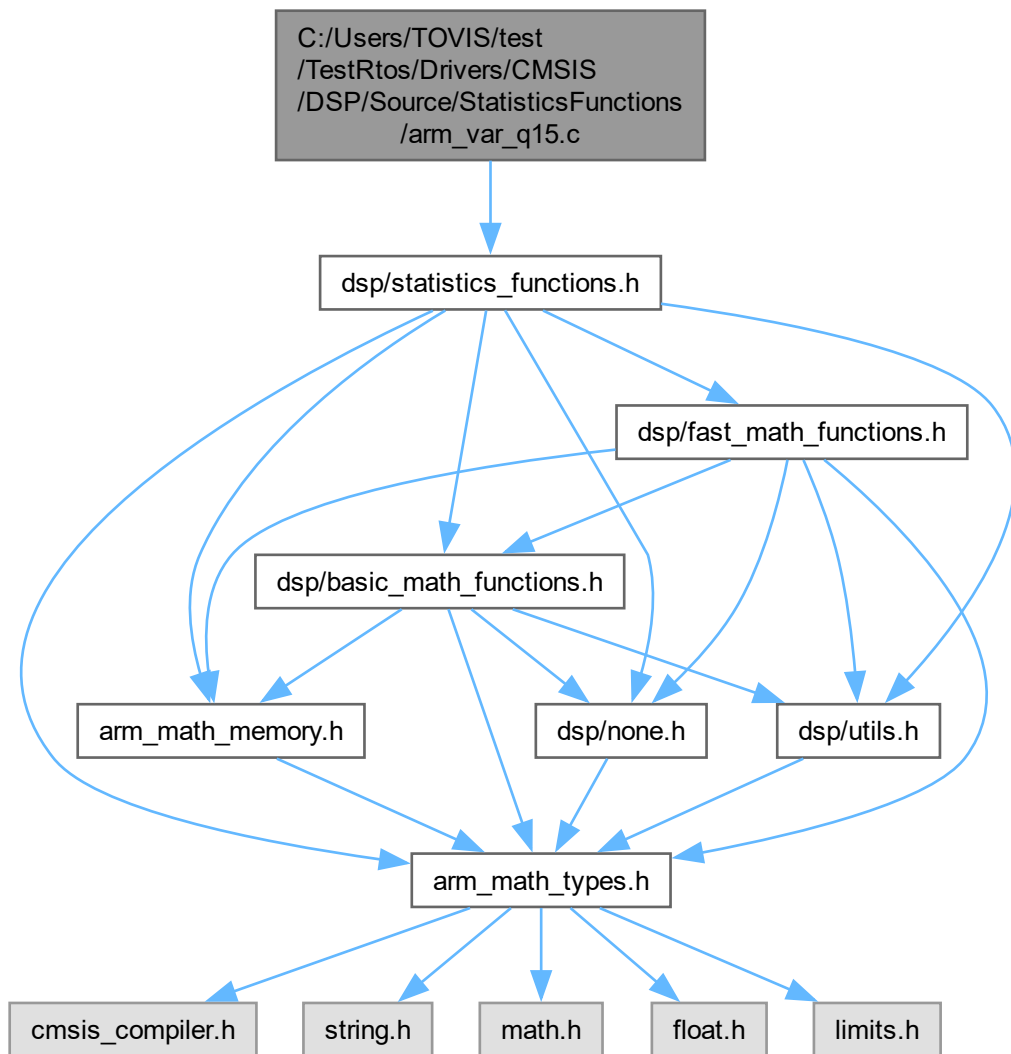 C:/Users/TOVIS/test
/TestRtos/Drivers/CMSIS
/DSP/Source/StatisticsFunctions
/arm_var_q15.c
dsp/statistics_functions.h
dsp/fast_math_functions.h
dsp/basic_math_functions.h
arm_math_memory.h
dsp/none.h
dsp/utils.h
arm_math_types.h
cmsis_compiler.h
string.h
math.h
float.h
limits.h